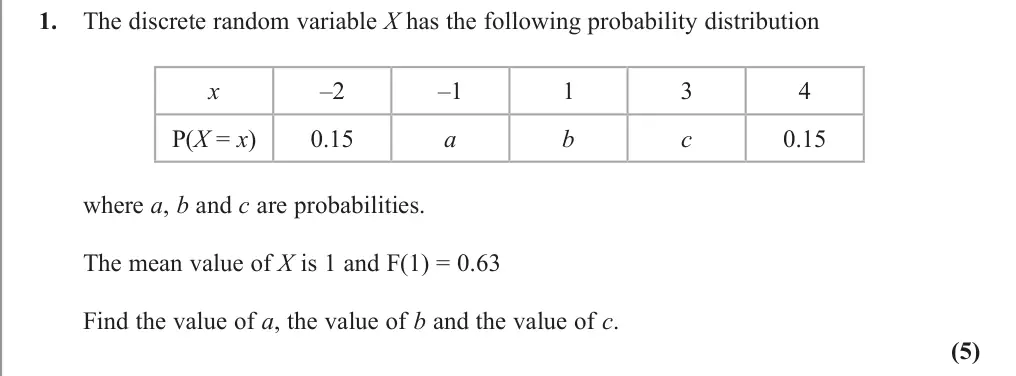 1. The discrete random variable X has the following probability distribution
x –2 –1 1 3 4
P(X = x) 0.15 a b c 0.15
where a, b and c are probabilities.
The mean value of X is 1 and F(1) = 0.63
Find the value of a, the value of b and the value of c.
(5)